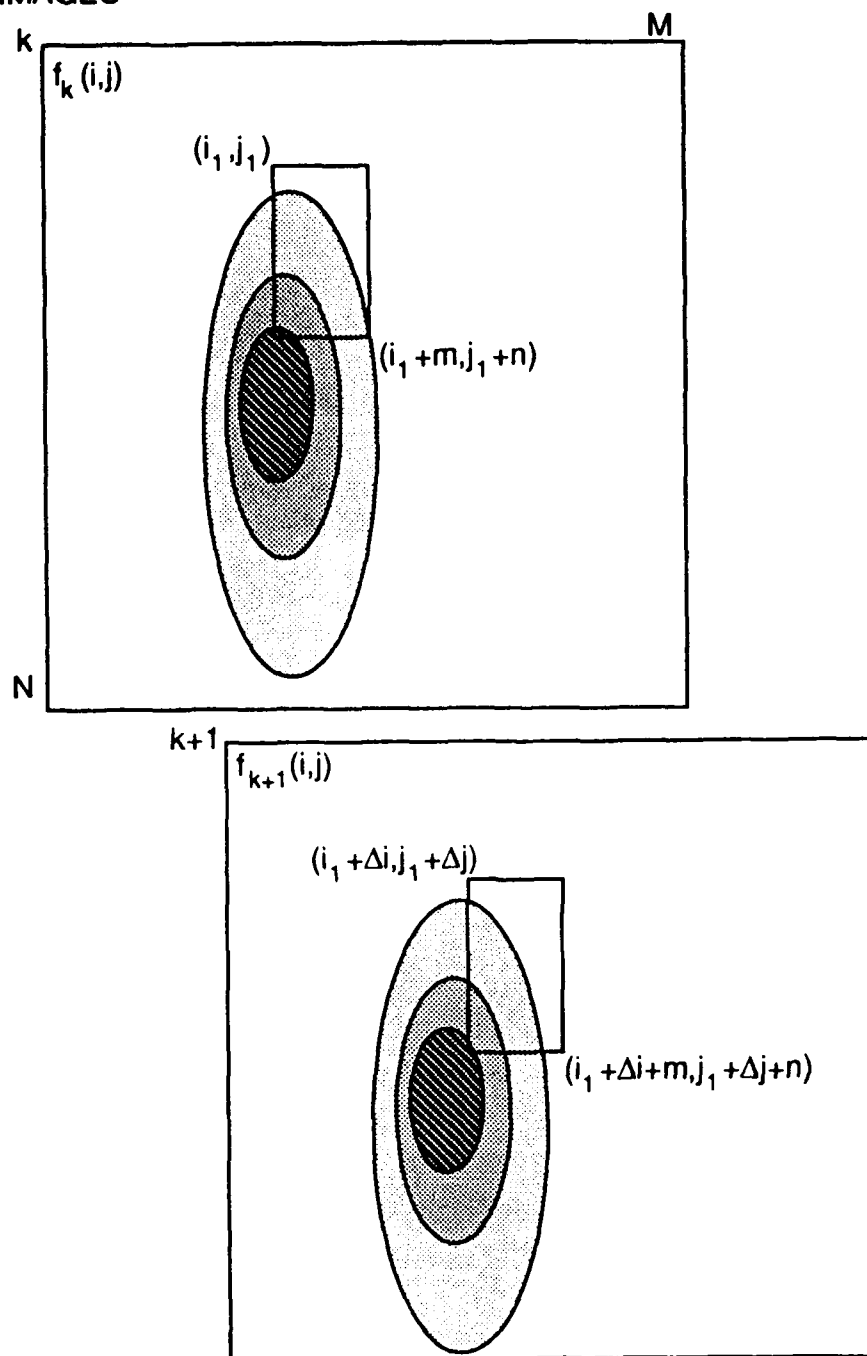 IMAGES
k M
f_k (i,j)
(i_1 ,j_1)
(i_1 +m,j_1 +n)
N
k+1
f_{k+1} (i,j)
(i_1 +Δi,j_1 +Δj)
(i_1 +Δi+m,j_1 +Δj+n)